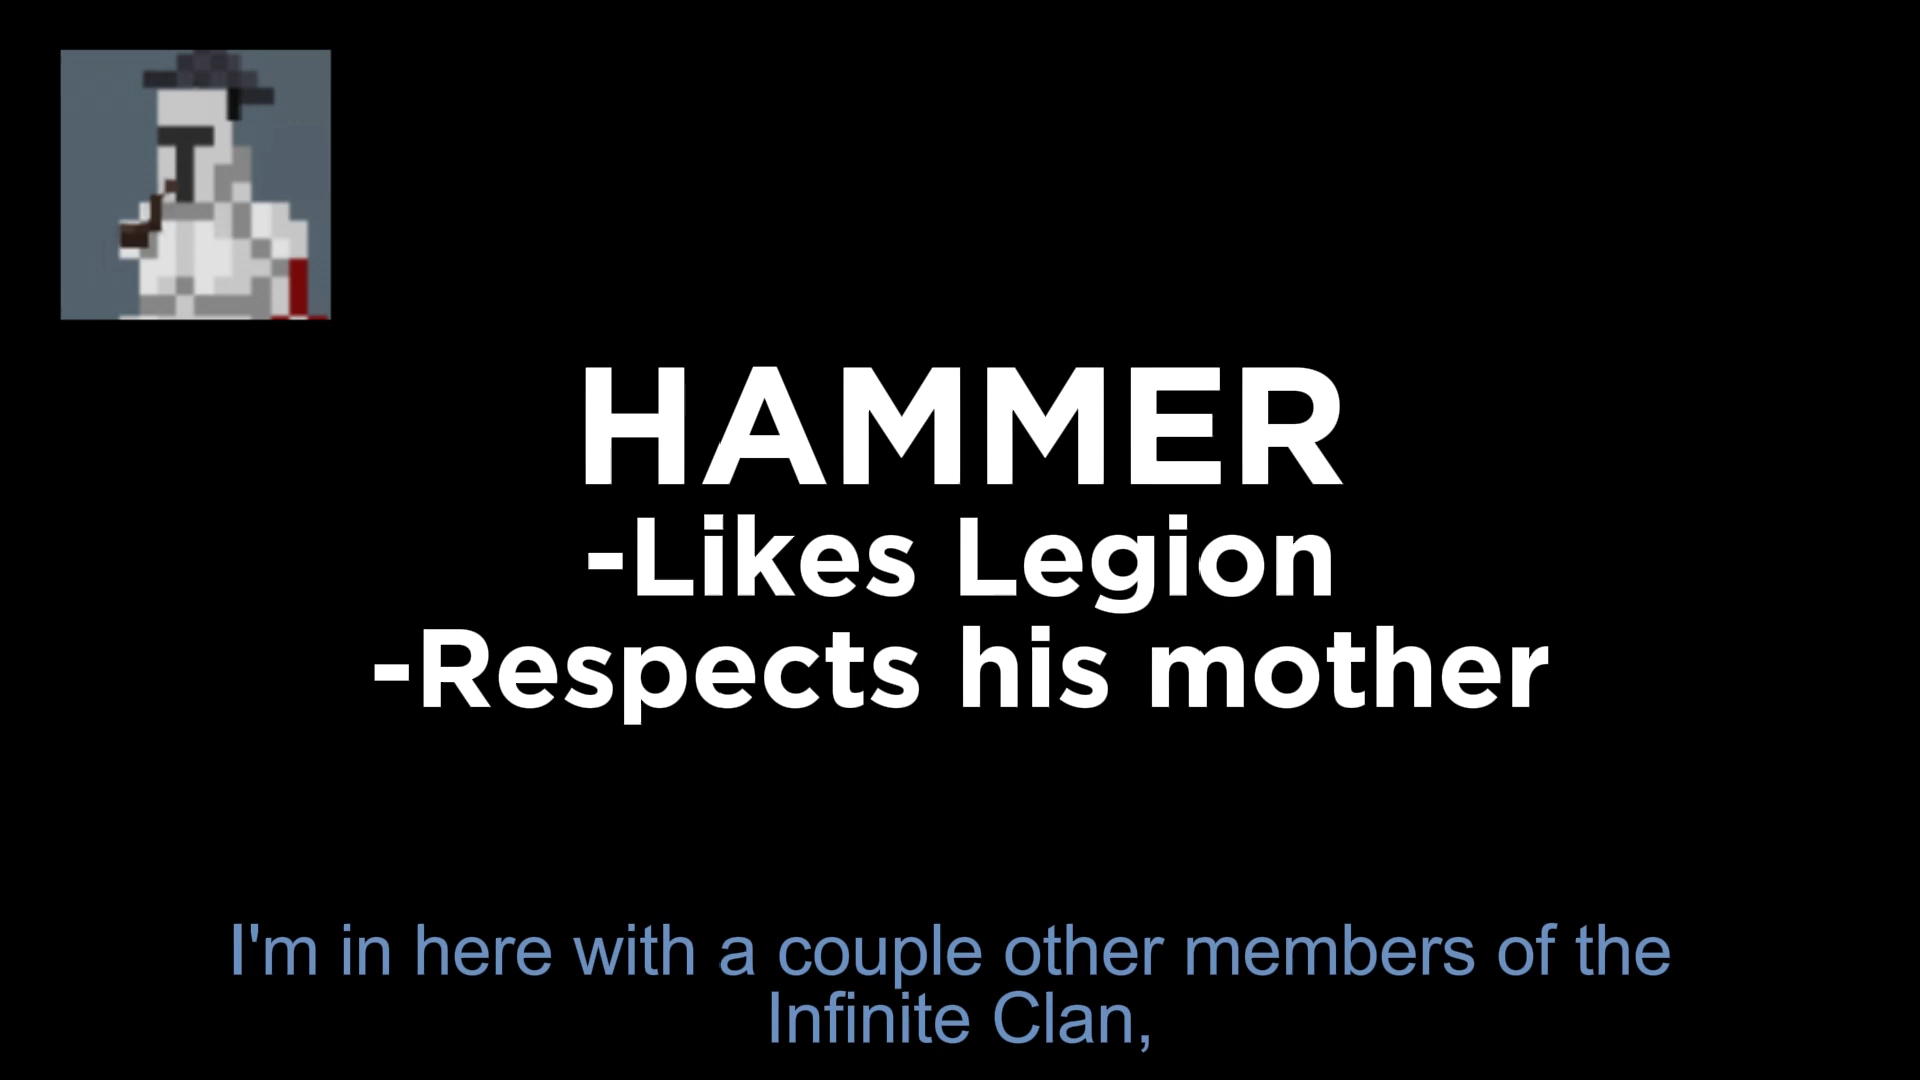 HAMMER
-Likes Legion
-Respects his mother
I'm in here with a couple other members of the
Infinite Clan,